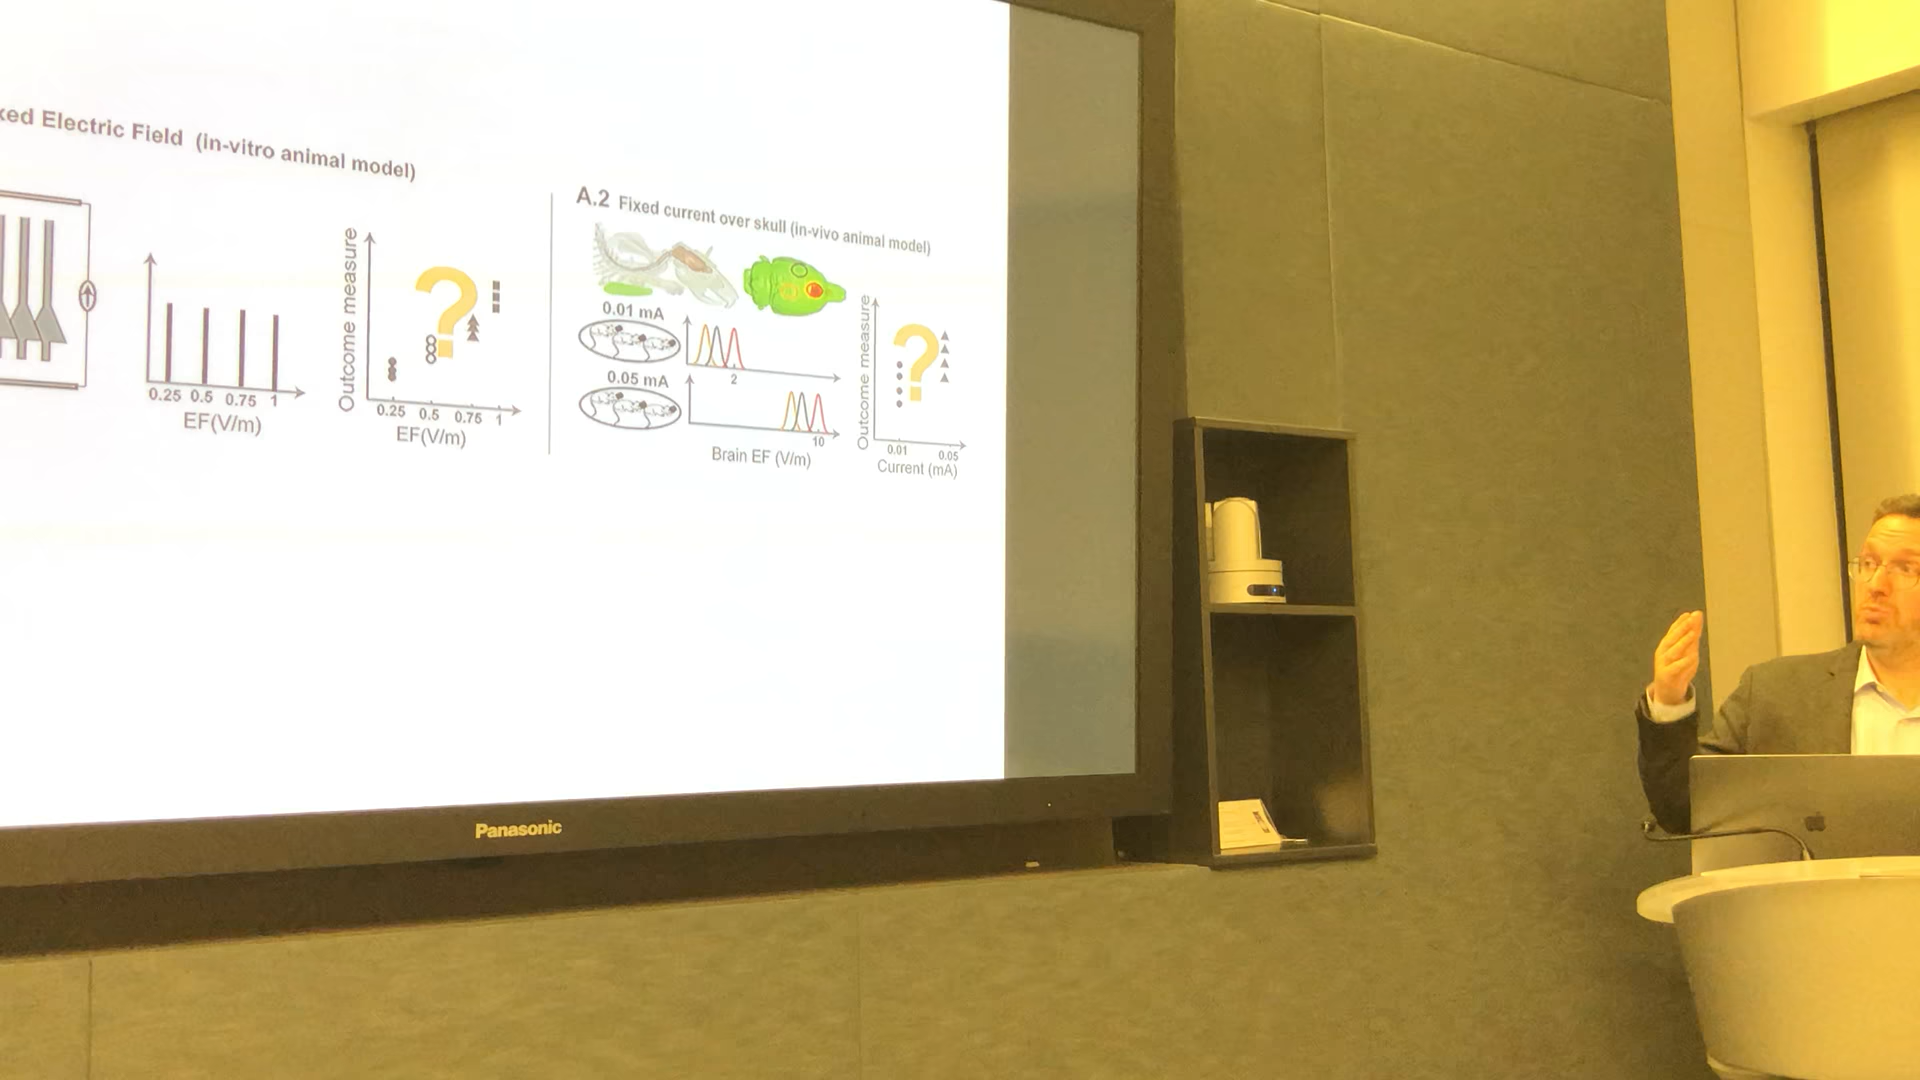 ked Electric Field (in-vitro animal model)
0.25 0.5 0.75 1
EF(V/m)
Outcome measure
?
0.25 0.5 0.75 1
EF(V/m)
A.2 Fixed current over skull (in-vivo animal model)
0.01 mA
2
0.05 mA
10
Brain EF (V/m)
Outcome measure
?
0.01 0.05
Current (mA)
Panasonic